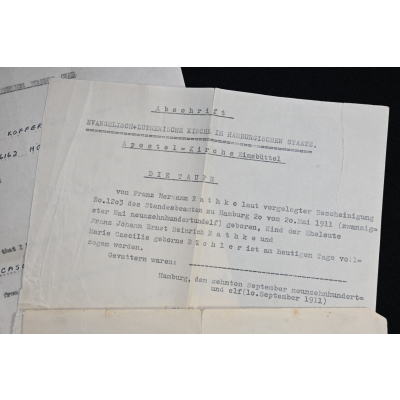 Abschrift
EVANGELISCH=LUTHERISCHE KIRCHE IM HAMBURGISCHEN STAATE.
Apostel=Kirche Eimsbüttel
DIE TAUFE
von Franz Hermann Rathke laut vorgelegter Bescheinigung
No.1203 des Standesbeamten zu Hamburg 20 von 20.Mai 1911 (zwanzig=
ster Mai neunzehnhundertundelf) geboren, Kind der Eheleute
Franz Johann Ernst Heinrich Rathke und
Marie Caecilie geborne Büchler ist am heutigen Tage voll=
zogen worden.
Gevattern waren:
Hamburg, den zehnten September neunzehnhundert=
und elf(10.September 1911)
KOFFER